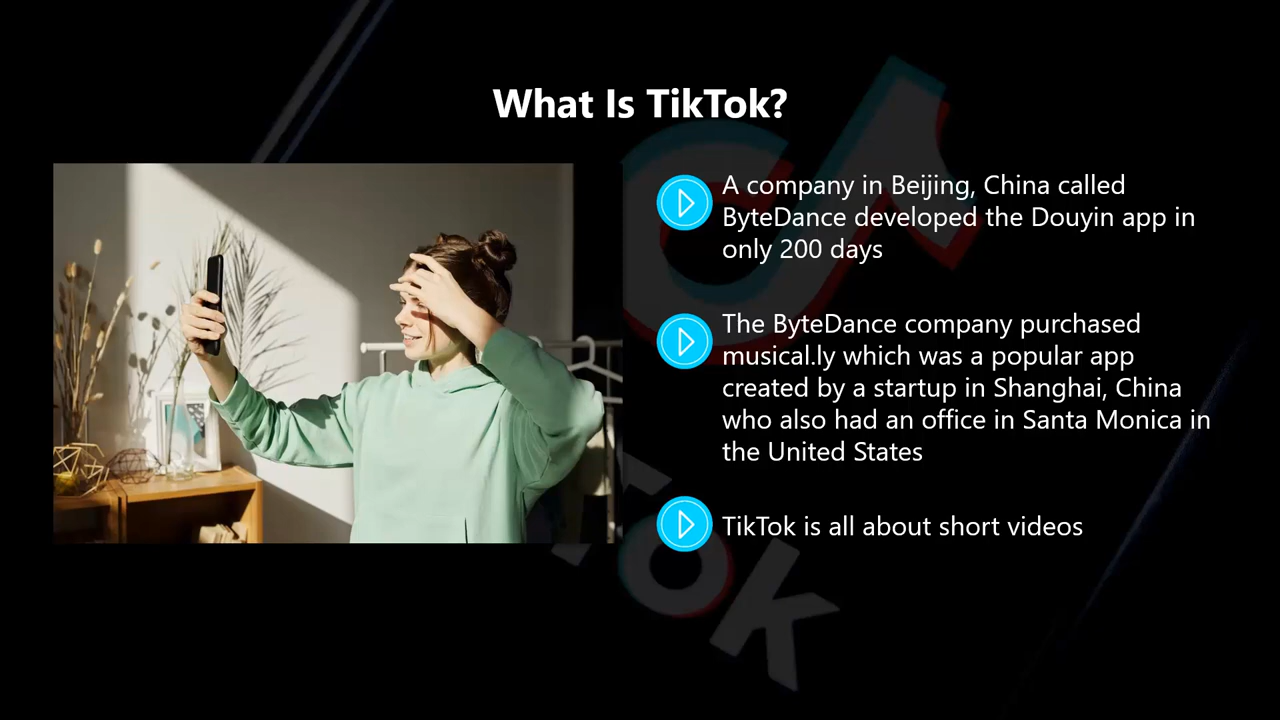 What Is TikTok?
A company in Beijing, China called
ByteDance developed the Douyin app in
only 200 days
The ByteDance company purchased
musical.ly which was a popular app
created by a startup in Shanghai, China
who also had an office in Santa Monica in
the United States
TikTok is all about short videos
Tok